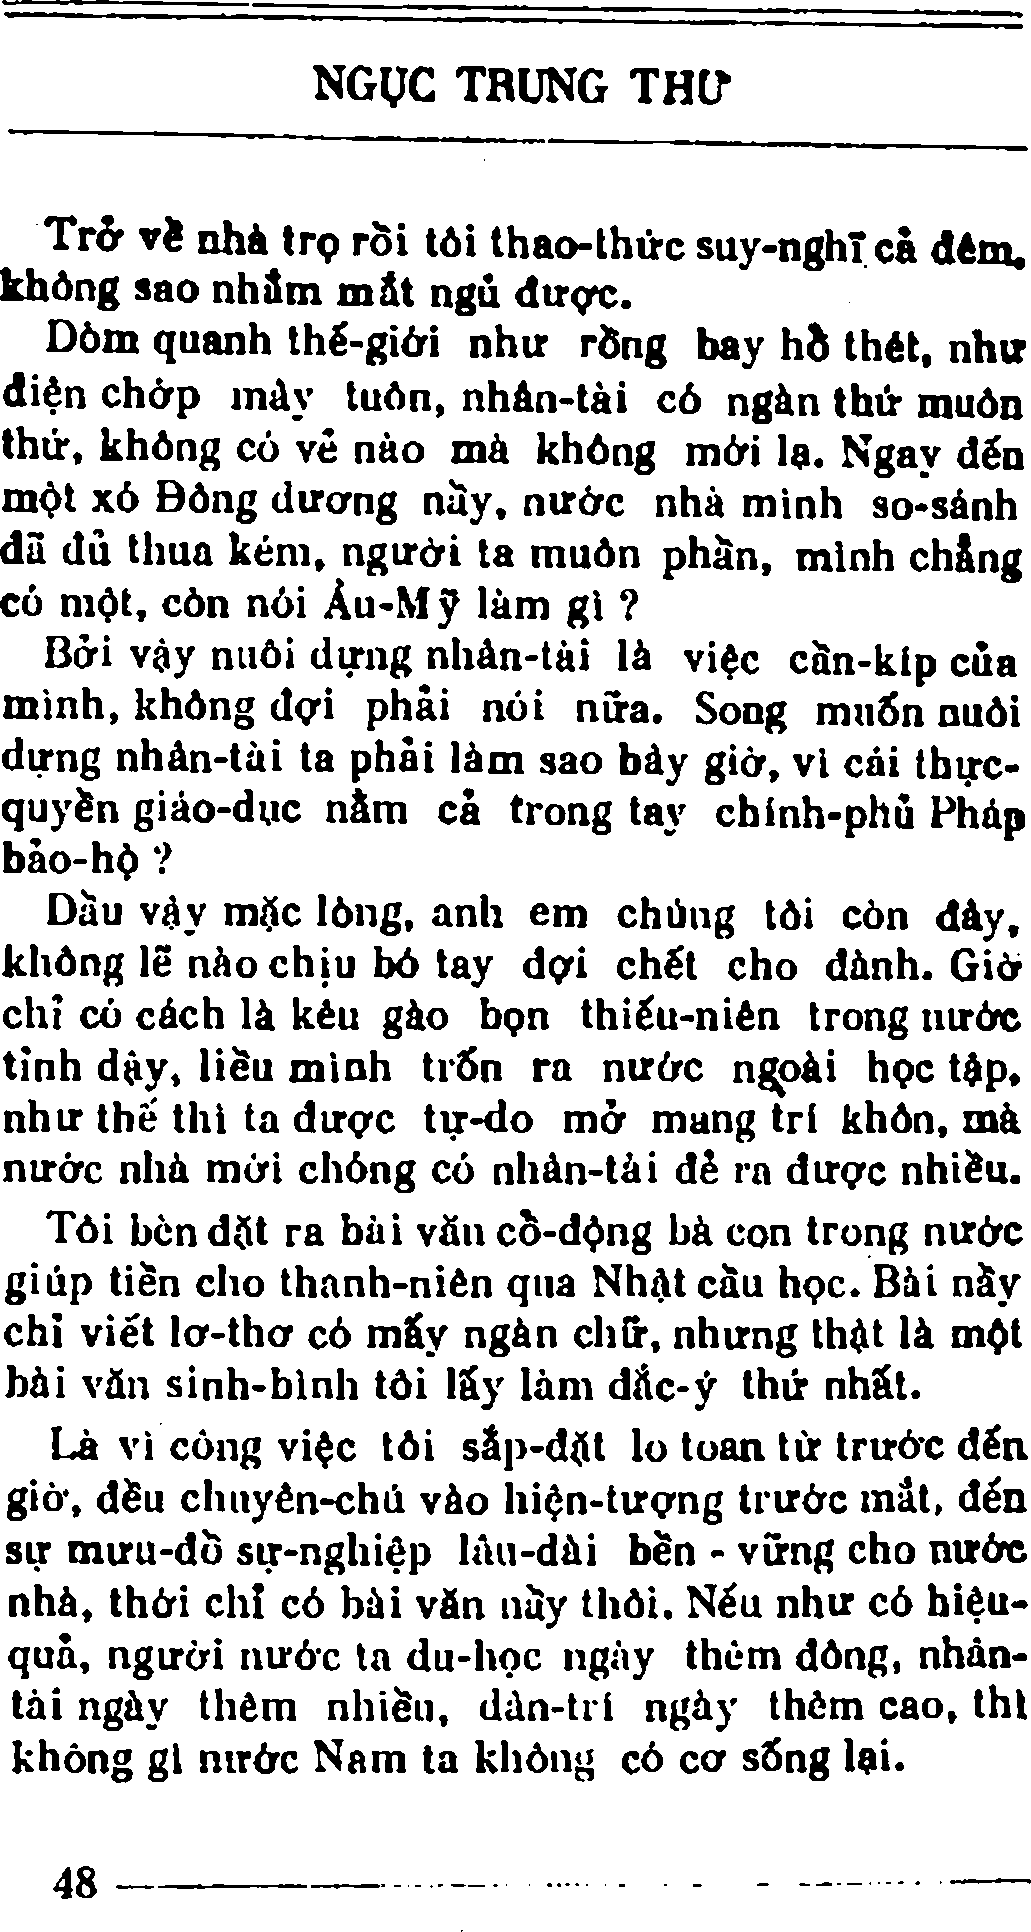 NGỤC TRUNG THƯ
Trở về nhà trọ rồi tôi thao-thức suy-nghĩ cả đêm,
không sao nhắm mắt ngủ được.
Dòm quanh thế-giới như rồng bay hổ thét, như
điện chớp mây tuôn, nhân-tài có ngàn thứ muôn
thứ, không có vẻ nào mà không mới lạ. Ngay đến
một xó Đông dương nầy, nước nhà mình so-sánh
đã đủ thua kém, người ta muôn phần, mình chẳng
có một, còn nói Âu-Mỹ làm gì ?
Bởi vậy nuôi dựng nhân-tài là việc cần-kíp của
mình, không đợi phải nói nữa. Song muốn nuôi
dựng nhân-tài ta phải làm sao bây giờ, vì cái thực-
quyền giáo-dục nằm cả trong tay chính-phủ Pháp
bảo-hộ ?
Dầu vậy mặc lòng, anh em chúng tôi còn đây,
không lẽ nào chịu bó tay đợi chết cho đành. Giờ
chỉ có cách là kêu gào bọn thiếu-niên trong nước
tỉnh dậy, liều mình trốn ra nước ngoài học tập,
như thế thì ta được tự-do mở mang trí khôn, mà
nước nhà mới chóng có nhân-tài đẻ ra được nhiều.
Tôi bèn đặt ra bài văn cổ-động bà con trong nước
giúp tiền cho thanh-niên qua Nhật cầu học. Bài nầy
chỉ viết lơ-thơ có mấy ngàn chữ, nhưng thật là một
bài văn sinh-bình tôi lấy làm đắc-ý thứ nhất.
Là vì công việc tôi sắp-đặt lo toan từ trước đến
giờ, đều chuyên-chú vào hiện-tượng trước mắt, đến
sự mưu-đồ sự-nghiệp lâu-dài bền - vững cho nước
nhà, thời chỉ có bài văn nầy thôi. Nếu như có hiệu-
quả, người nước ta du-học ngày thêm đông, nhân-
tài ngày thêm nhiều, dân-trí ngày thêm cao, thì
không gì nước Nam ta không có cơ sống lại.
48